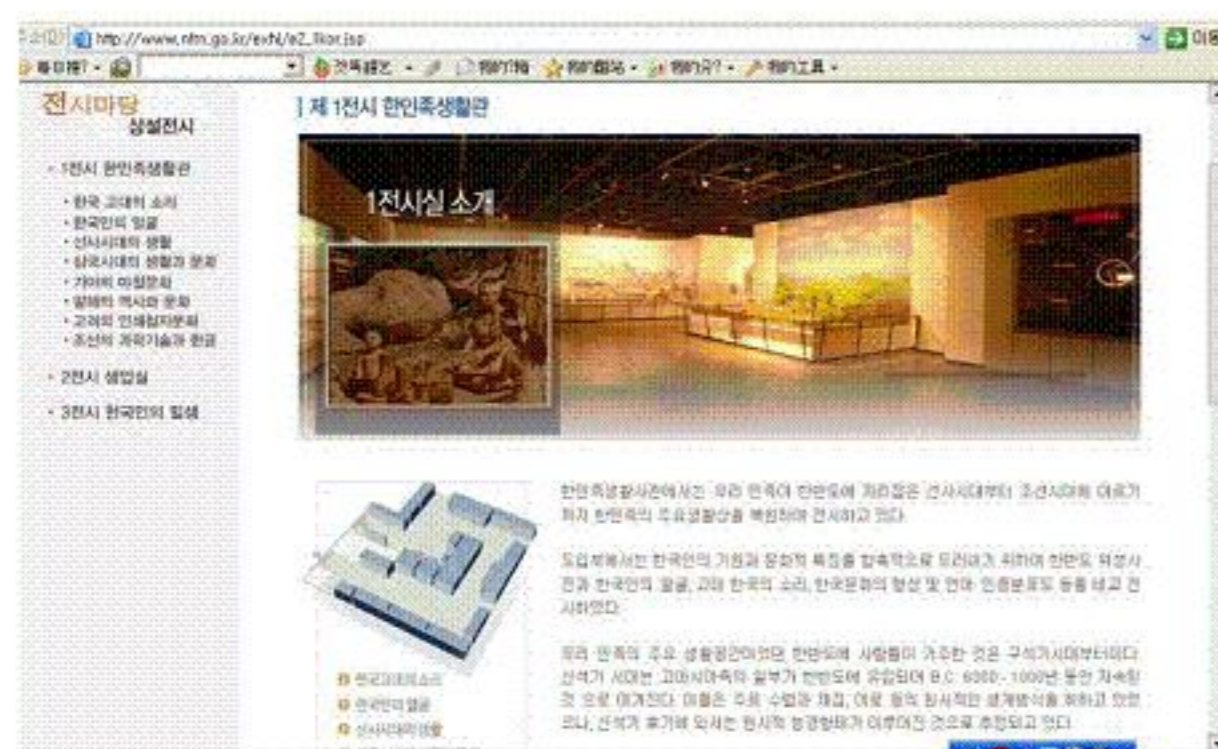 http://www.nfm.go.kr/exhi/e2_1kor.jsp
이동
전시마당
상설전시
제 1전시 한민족생활관
1전시 한민족생활관
1전시실 소개
한국 고대의 소리
한국인의 얼굴
선사시대의 생활
삼국시대의 생활과 문화
가야의 문화
발해의 역사와 문화
고려의 인쇄청자문화
조선의 과학기술과 한글
2전시 생업실
3전시 한국인의 일생
한민족생활사관에서는 우리 민족이 한반도에 자리잡은 선사시대부터 조선시대에 이르기
까지 한민족의 주요생활상을 복원하여 전시하고 있다.
도입부에서는 한국인의 기원과 문화적 특징을 함축적으로 드러내기 위하여 한반도 위성사
진과 한국인의 얼굴, 고대 한국의 소리, 한국문화의 형성 및 언어·인종분포도 등을 전
시하였다.
우리 민족의 주요 생활공간이었던 한반도에 사람들이 거주한 것은 구석기시대부터이다.
신석기 시대는 고아시아족의 일부가 한반도에 유입되어 B.C. 6000 - 1000년 동안 지속된
것으로 여겨진다. 이들은 주로 수렵과 채집, 어로 등의 원시적인 생계방식을 취하고 있었
으나, 신석기 후기에 와서는 원시적 농경형태가 이루어진 것으로 추정되고 있다.
한국고대의소리
한국인의얼굴
선사시대의생활